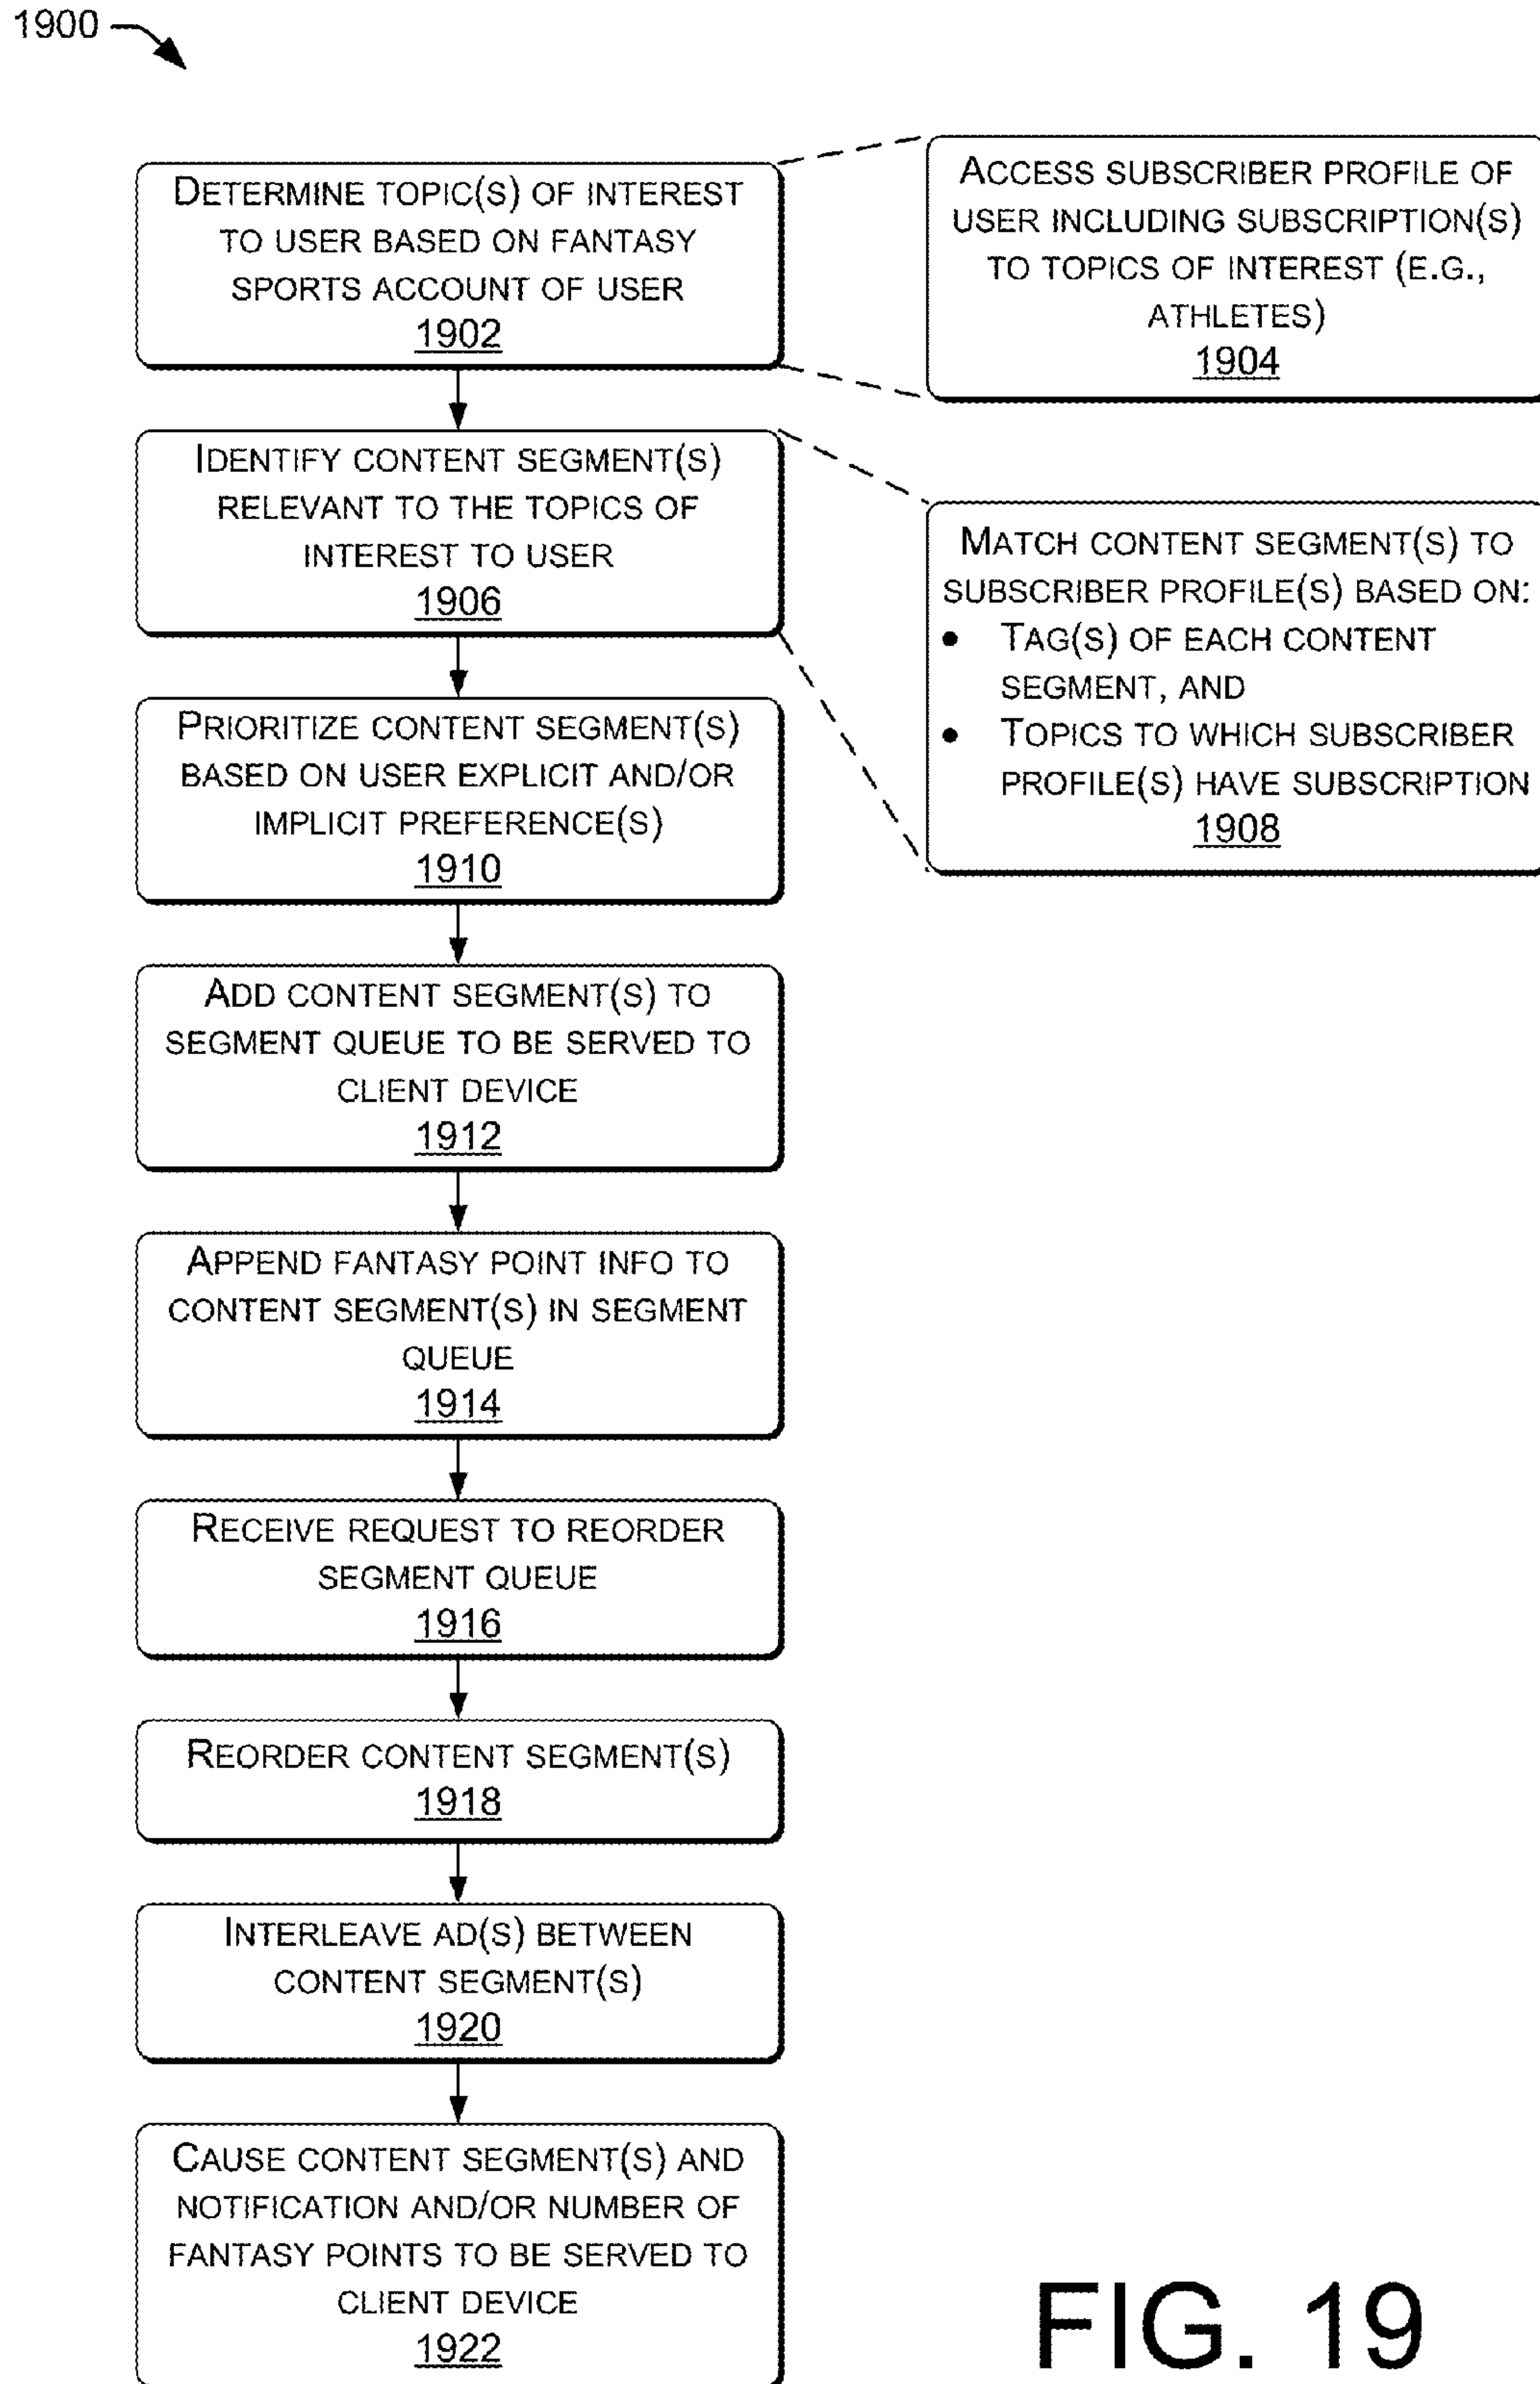 1900
DETERMINE TOPIC(S) OF INTEREST
TO USER BASED ON FANTASY
SPORTS ACCOUNT OF USER
1902
ACCESS SUBSCRIBER PROFILE OF
USER INCLUDING SUBSCRIPTION(S)
TO TOPICS OF INTEREST (E.G.,
ATHLETES)
1904
IDENTIFY CONTENT SEGMENT(S)
RELEVANT TO THE TOPICS OF
INTEREST TO USER
1906
MATCH CONTENT SEGMENT(S) TO
SUBSCRIBER PROFILE(S) BASED ON:
• TAG(S) OF EACH CONTENT
SEGMENT, AND
• TOPICS TO WHICH SUBSCRIBER
PROFILE(S) HAVE SUBSCRIPTION
1908
PRIORITIZE CONTENT SEGMENT(S)
BASED ON USER EXPLICIT AND/OR
IMPLICIT PREFERENCE(S)
1910
ADD CONTENT SEGMENT(S) TO
SEGMENT QUEUE TO BE SERVED TO
CLIENT DEVICE
1912
APPEND FANTASY POINT INFO TO
CONTENT SEGMENT(S) IN SEGMENT
QUEUE
1914
RECEIVE REQUEST TO REORDER
SEGMENT QUEUE
1916
REORDER CONTENT SEGMENT(S)
1918
INTERLEAVE AD(S) BETWEEN
CONTENT SEGMENT(S)
1920
CAUSE CONTENT SEGMENT(S) AND
NOTIFICATION AND/OR NUMBER OF
FANTASY POINTS TO BE SERVED TO
CLIENT DEVICE
1922
FIG. 19